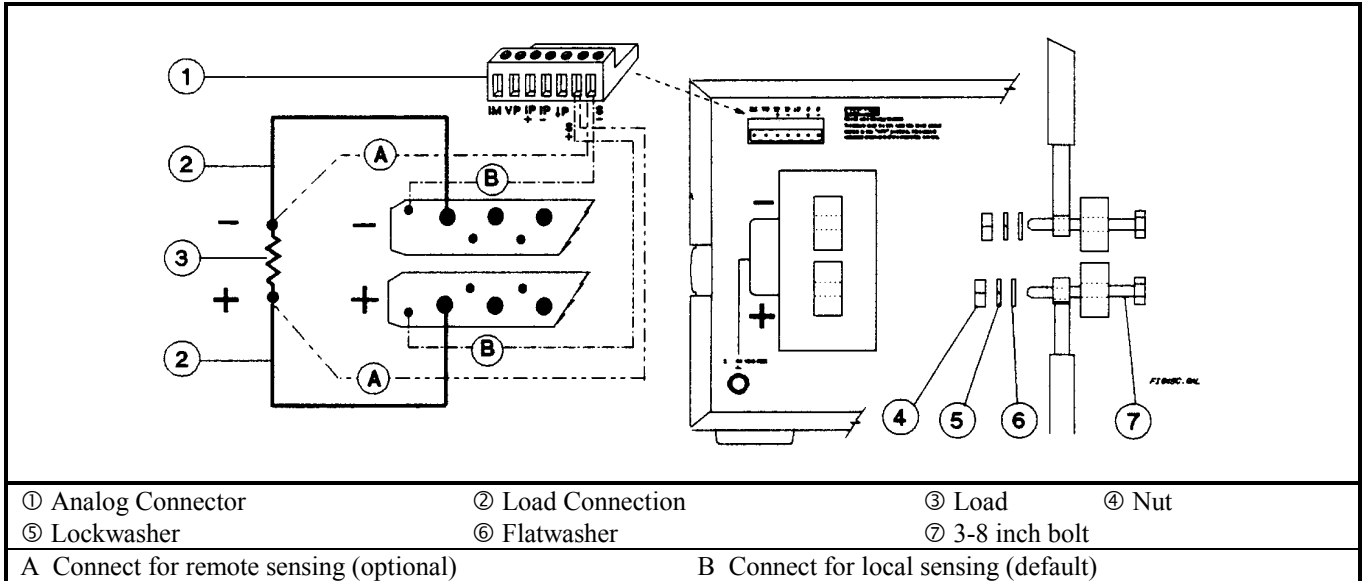 1
IM VP IP IP ↓P S
+ -
S
+
-
2
A
B
-
-
3
+
+
B
2
A
-
+
4
5
6
7
① Analog Connector ② Load Connection ③ Load ④ Nut
⑤ Lockwasher ⑥ Flatwasher ⑦ 3-8 inch bolt
A Connect for remote sensing (optional) B Connect for local sensing (default)